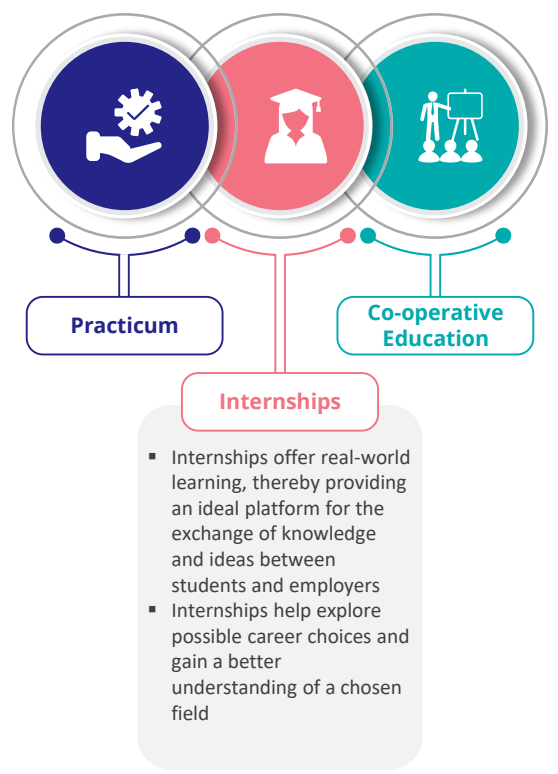 Practicum
Co-operative
Education
Internships
▪ Internships offer real-world
learning, thereby providing
an ideal platform for the
exchange of knowledge
and ideas between
students and employers
▪ Internships help explore
possible career choices and
gain a better
understanding of a chosen
field